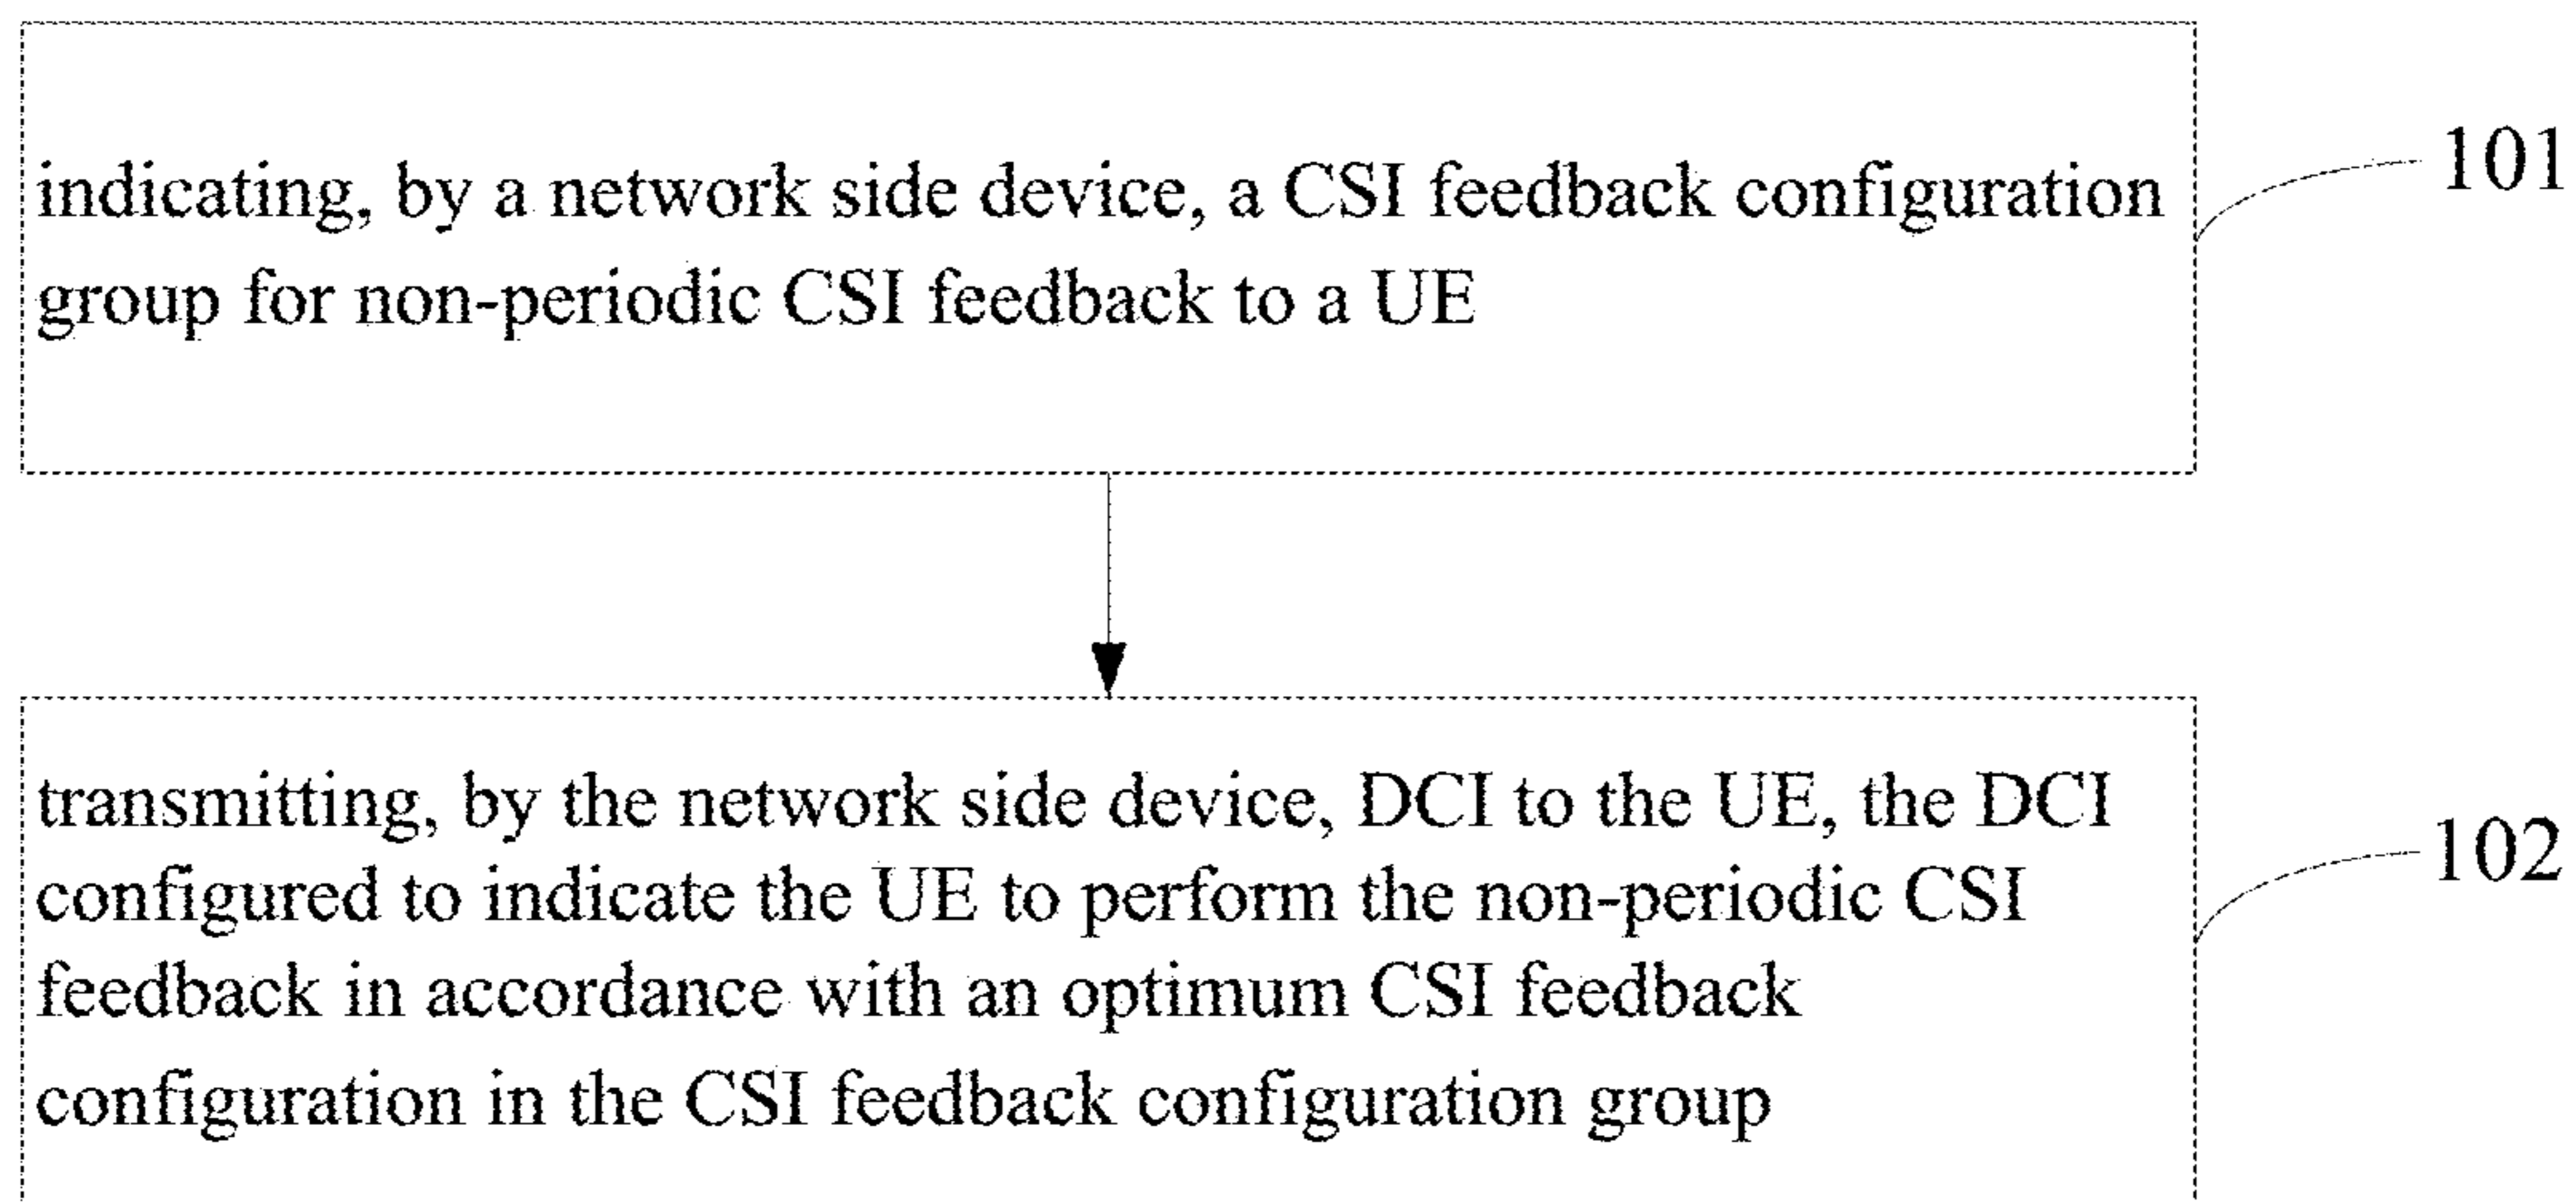 indicating, by a network side device, a CSI feedback configuration
101
group for non-periodic CSI feedback to a UE
transmitting, by the network side device, DCI to the UE, the DCI
102
configured to indicate the UE to perform the non-periodic CSI
feedback in accordance with an optimum CSI feedback
configuration in the CSI feedback configuration group